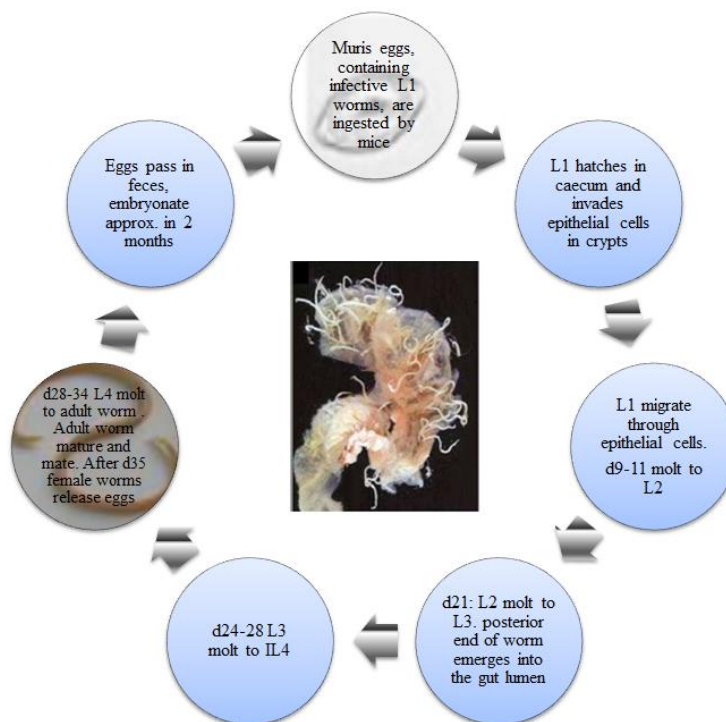 Muris eggs,
containing
infective L1
worms, are
ingested by
mice
L1 hatches in
caecum and
invades
epithelial cells
in crypts
L1 migrate
through
epithelial cells.
d9-11 molt to
L2
d21: L2 molt to
L3. posterior
end of worm
emerges into
the gut lumen
d24-28 L3
molt to IL4
d28-34 L4 molt
to adult worm .
Adult worm
mature and
mate. After d35
female worms
release eggs
Eggs pass in
feces,
embryonate
approx. in 2
months